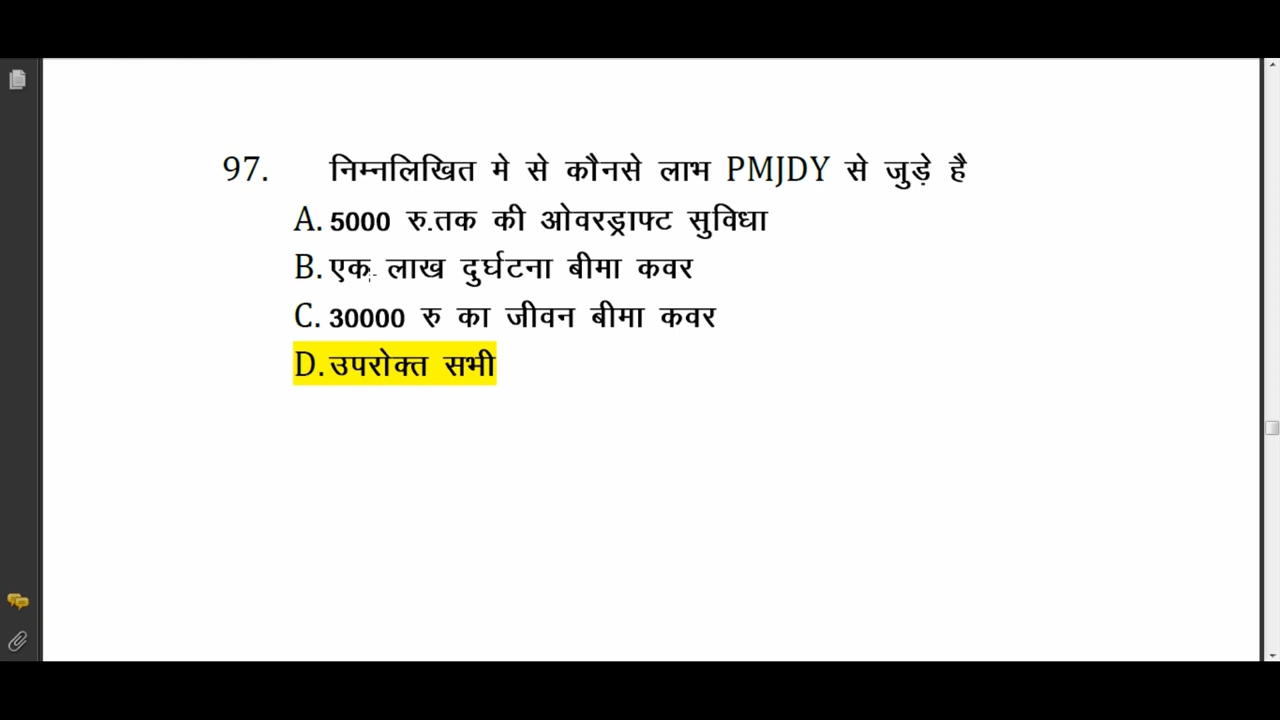 97. निम्नलिखित मे से कौनसे लाभ PMJDY से जुड़े है
A. 5000 रु.तक की ओवरड्राफ्ट सुविधा
B. एक लाख दुर्घटना बीमा कवर
C. 30000 रु का जीवन बीमा कवर
D. उपरोक्त सभी